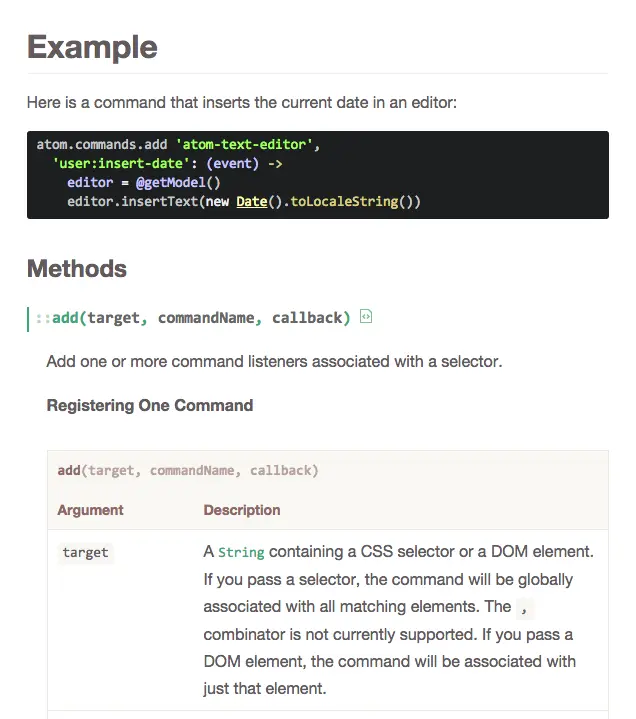 Example
Here is a command that inserts the current date in an editor:
atom.commands.add 'atom-text-editor',
'user:insert-date': (event) ->
editor = @getModel()
editor.insertText(new Date().toLocaleString())
Methods
::add(target, commandName, callback)
Add one or more command listeners associated with a selector.
Registering One Command
add(target, commandName, callback)
Argument Description
target A String containing a CSS selector or a DOM element.
If you pass a selector, the command will be globally
associated with all matching elements. The ,
combinator is not currently supported. If you pass a
DOM element, the command will be associated with
just that element.